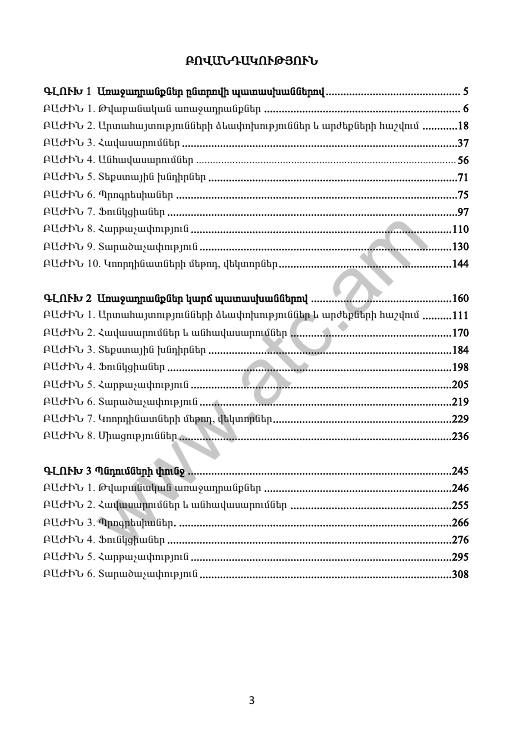 ԲՈՎԱՆԴԱԿՈՒԹՅՈՒՆ
ԳԼՈՒԽ 1 Առաջադրանքներ ընտրովի պատասխաններով 5
ԲԱԺԻՆ 1. Թվաբանական առաջադրանքներ 6
ԲԱԺԻՆ 2. Արտահայտությունների ձևափոխություններ և արժեքների հաշվում 18
ԲԱԺԻՆ 3. Հավասարումներ 37
ԲԱԺԻՆ 4. Անհավասարումներ 56
ԲԱԺԻՆ 5. Տեքստային խնդիրներ 71
ԲԱԺԻՆ 6. Պրոգրեսիաներ 75
ԲԱԺԻՆ 7. Ֆունկցիաներ 97
ԲԱԺԻՆ 8. Հարթաչափություն 110
ԲԱԺԻՆ 9. Տարածաչափություն 130
ԲԱԺԻՆ 10. Կոորդինատների մեթոդ, վեկտորներ 144
ԳԼՈՒԽ 2 Առաջադրանքներ կարճ պատասխաններով 160
ԲԱԺԻՆ 1. Արտահայտությունների ձևափոխություններ և արժեքների հաշվում 111
ԲԱԺԻՆ 2. Հավասարումներ և անհավասարումներ 170
ԲԱԺԻՆ 3. Տեքստային խնդիրներ 184
ԲԱԺԻՆ 4. Ֆունկցիաներ 198
ԲԱԺԻՆ 5. Հարթաչափություն 205
ԲԱԺԻՆ 6. Տարածաչափություն 219
ԲԱԺԻՆ 7. Կոորդինատների մեթոդ, վեկտորներ 229
ԲԱԺԻՆ 8. Միացություններ 236
ԳԼՈՒԽ 3 Պնդումների փունջ 245
ԲԱԺԻՆ 1. Թվաբանական առաջադրանքներ 246
ԲԱԺԻՆ 2. Հավասարումներ և անհավասարումներ 255
ԲԱԺԻՆ 3. Պրոգրեսիաներ. 266
ԲԱԺԻՆ 4. Ֆունկցիաներ 276
ԲԱԺԻՆ 5. Հարթաչափություն 295
ԲԱԺԻՆ 6. Տարածաչափություն 308
www.atc.am
3